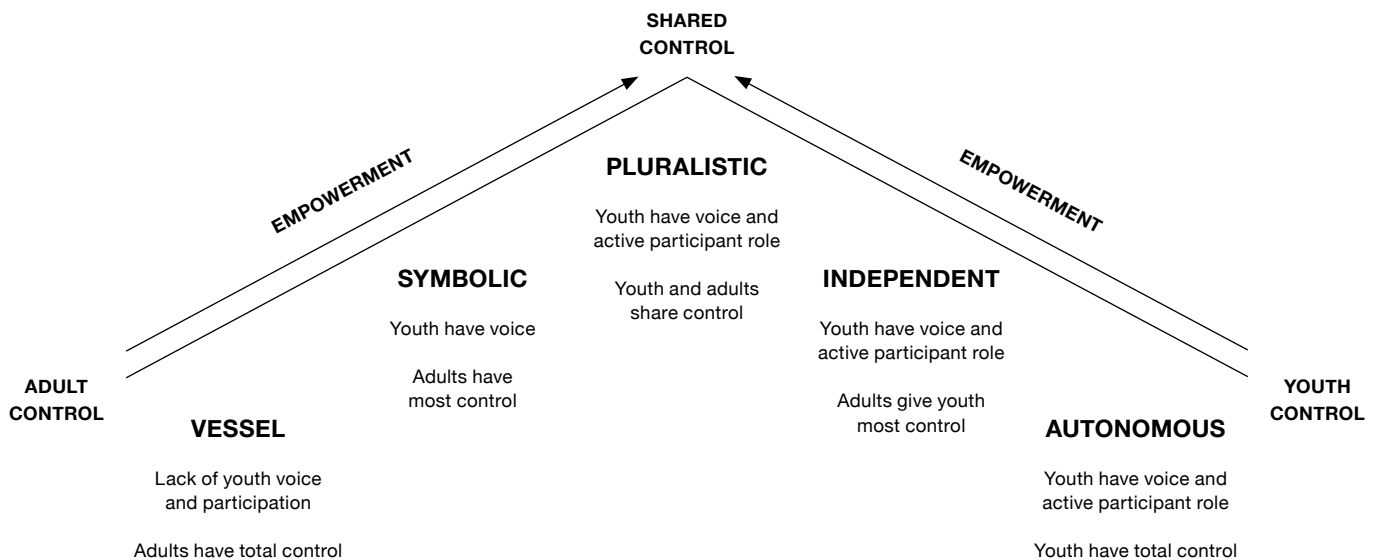 SHARED
CONTROL
EMPOWERMENT
EMPOWERMENT
PLURALISTIC
Youth have voice and
active participant role
Youth and adults
share control
SYMBOLIC
Youth have voice
Adults have
most control
INDEPENDENT
Youth have voice and
active participant role
Adults give youth
most control
ADULT
CONTROL
VESSEL
Lack of youth voice
and participation
Adults have total control
YOUTH
CONTROL
AUTONOMOUS
Youth have voice and
active participant role
Youth have total control